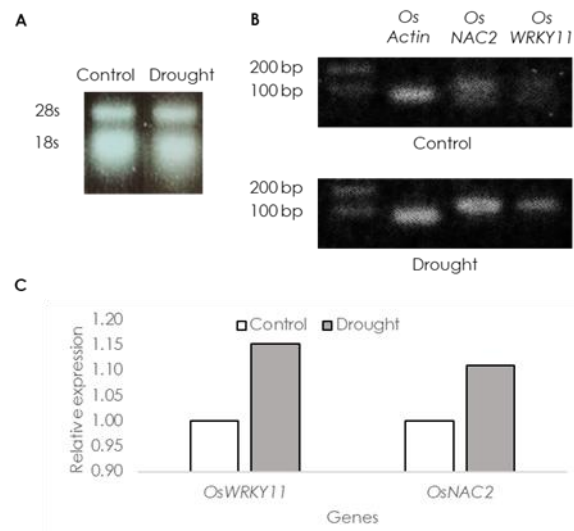 A
Control Drought
28s
18s
B
Os Actin
Os NAC2
Os WRKY11
200 bp
100 bp
Control
200 bp
100 bp
Drought
C
Control Drought
Relative expression
1.20
1.15
1.10
1.05
1.00
0.95
0.90
OsWRKY11 OsNAC2
Genes